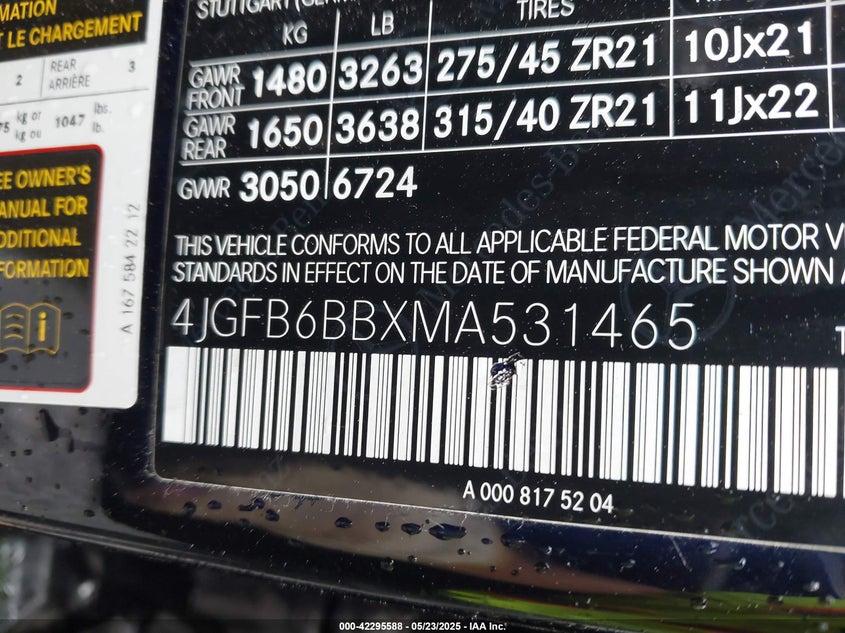 MATION
T LE CHARGEMENT
2 REAR ARRIÈRE 3
kg or kg ou 1047 lbs. lb.
EE OWNER'S
ANUAL FOR
DDITIONAL
FORMATION
A 167 584 22 12
KG LB TIRES
GAWR FRONT 1480 3263 275/45 ZR21 10Jx21
GAWR REAR 1650 3638 315/40 ZR21 11Jx22
GVWR 3050 6724
THIS VEHICLE CONFORMS TO ALL APPLICABLE FEDERAL MOTOR V
STANDARDS IN EFFECT ON THE DATE OF MANUFACTURE SHOWN A
4JGFB6BBXMA531465
A 000 817 52 04
000-42295588 - 05/23/2025 - IAA Inc.